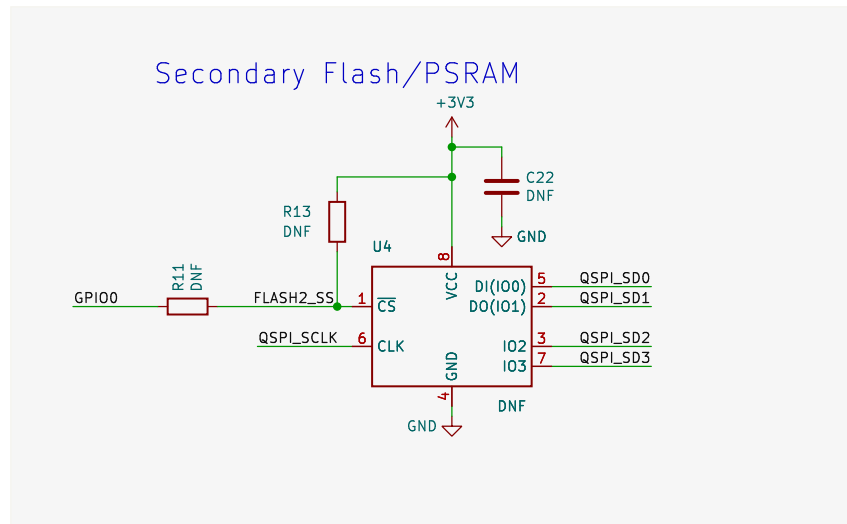 Secondary Flash/PSRAM
+3V3
C22
DNF
GND
R13
DNF
U4
R11
DNF
GPIO0
FLASH2_SS
QSPI_SCLK
1
6
8
4
CS
CLK
VCC
GND
DI(IO0)
DO(IO1)
IO2
IO3
5
2
3
7
QSPI_SD0
QSPI_SD1
QSPI_SD2
QSPI_SD3
DNF
GND